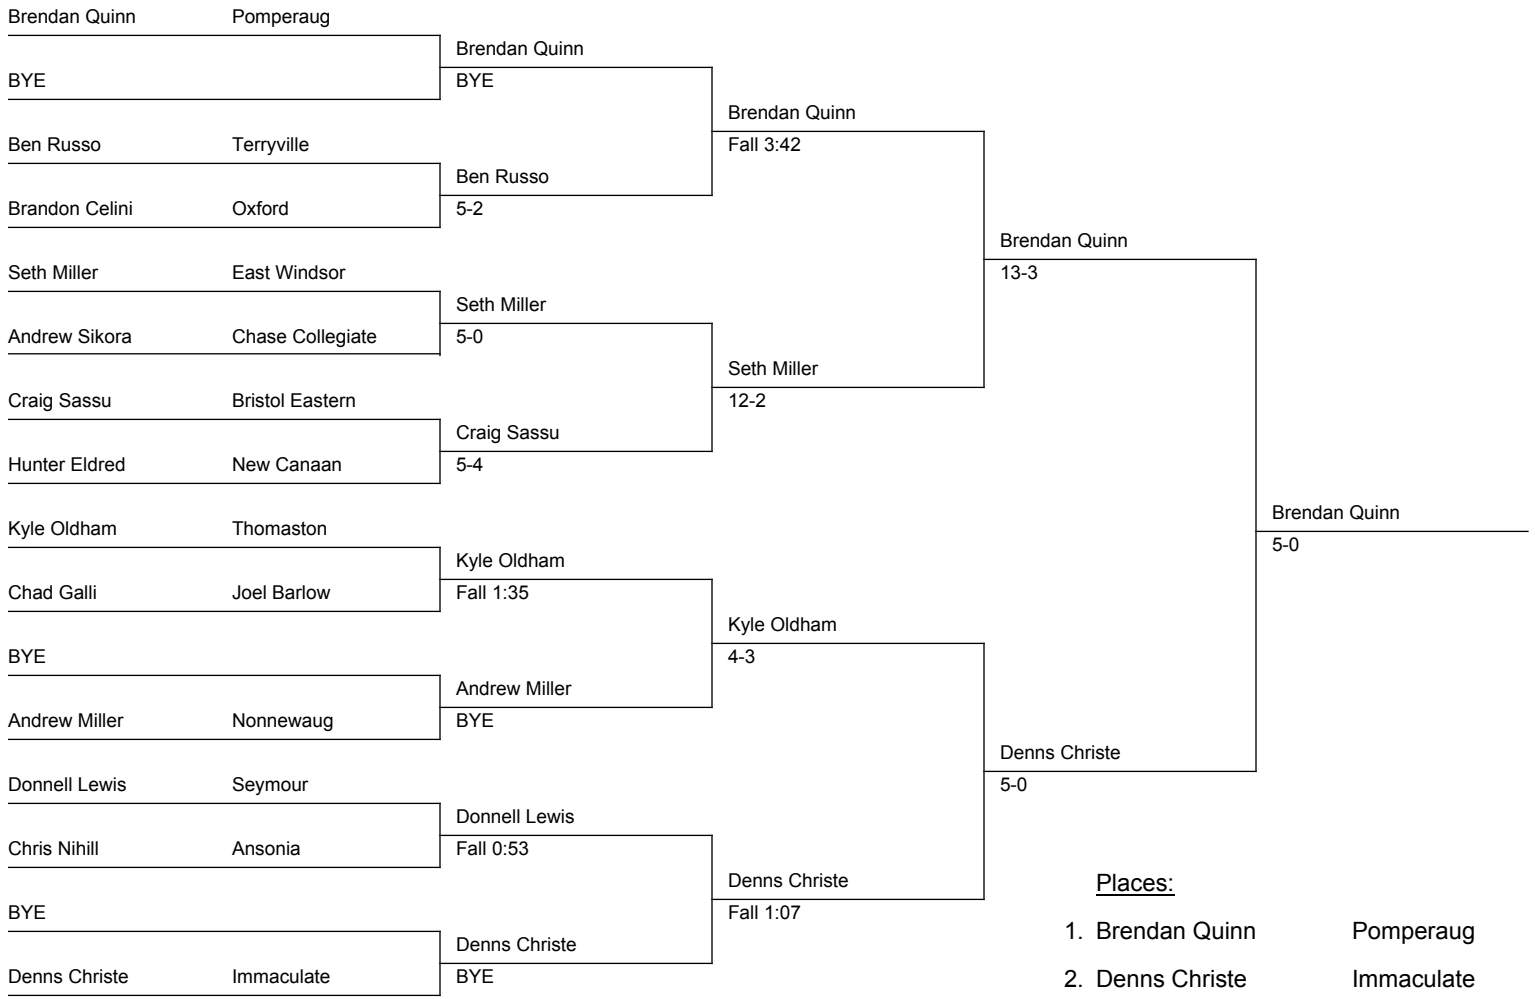 Brendan Quinn Pomperaug
Brendan Quinn
BYE
BYE
Brendan Quinn
Fall 3:42
Ben Russo Terryville
Ben Russo
5-2
Brandon Celini Oxford
Brendan Quinn
13-3
Seth Miller East Windsor
Seth Miller
5-0
Andrew Sikora Chase Collegiate
Seth Miller
12-2
Craig Sassu Bristol Eastern
Craig Sassu
5-4
Hunter Eldred New Canaan
Brendan Quinn
5-0
Kyle Oldham Thomaston
Kyle Oldham
Fall 1:35
Chad Galli Joel Barlow
Kyle Oldham
4-3
BYE
Andrew Miller
BYE
Andrew Miller Nonnewaug
Denns Christe
5-0
Donnell Lewis Seymour
Donnell Lewis
Fall 0:53
Chris Nihill Ansonia
Denns Christe
Fall 1:07
BYE
Denns Christe
BYE
Denns Christe Immaculate
Places:
1. Brendan Quinn Pomperaug
2. Denns Christe Immaculate